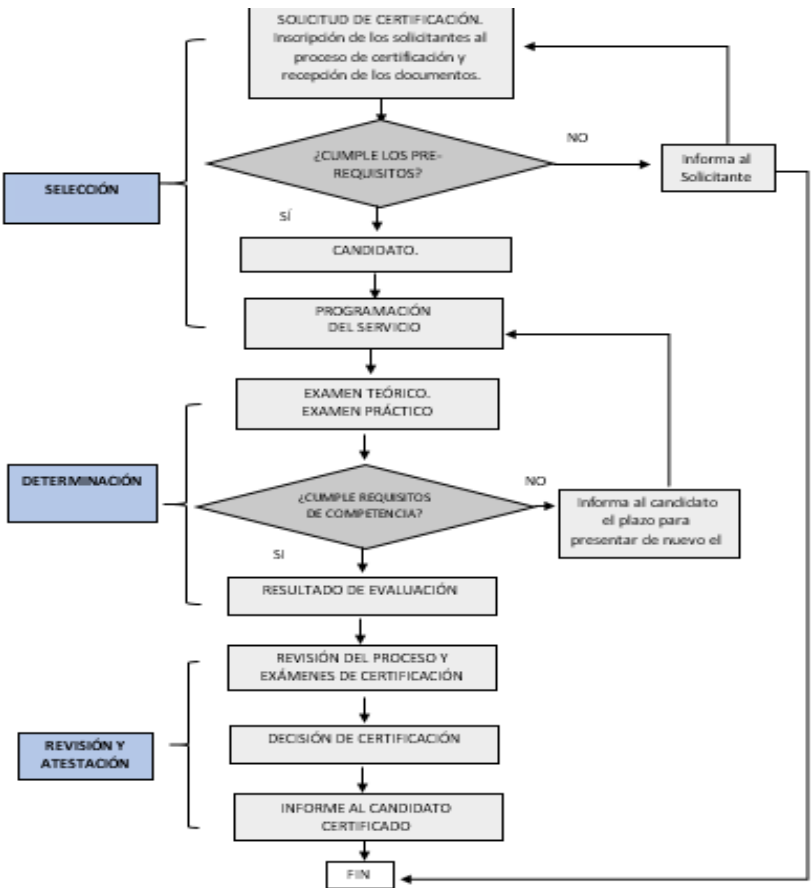 SOLICITUD DE CERTIFICACIÓN.
Inscripción de los solicitantes al
proceso de certificación y
recepción de los documentos.
NO
¿CUMPLE LOS PRE-
REQUISITOS?
Informa al
Solicitante
SELECCIÓN
SÍ
CANDIDATO.
PROGRAMACIÓN
DEL SERVICIO
EXAMEN TEÓRICO.
EXAMEN PRÁCTICO
DETERMINACIÓN
NO
¿CUMPLE REQUISITOS
DE COMPETENCIA?
Informa al candidato
el plazo para
presentar de nuevo el
SI
RESULTADO DE EVALUACIÓN
REVISIÓN DEL PROCESO Y
EXÁMENES DE CERTIFICACIÓN
DECISIÓN DE CERTIFICACIÓN
REVISIÓN Y
ATESTACIÓN
INFORME AL CANDIDATO
CERTIFICADO
FIN